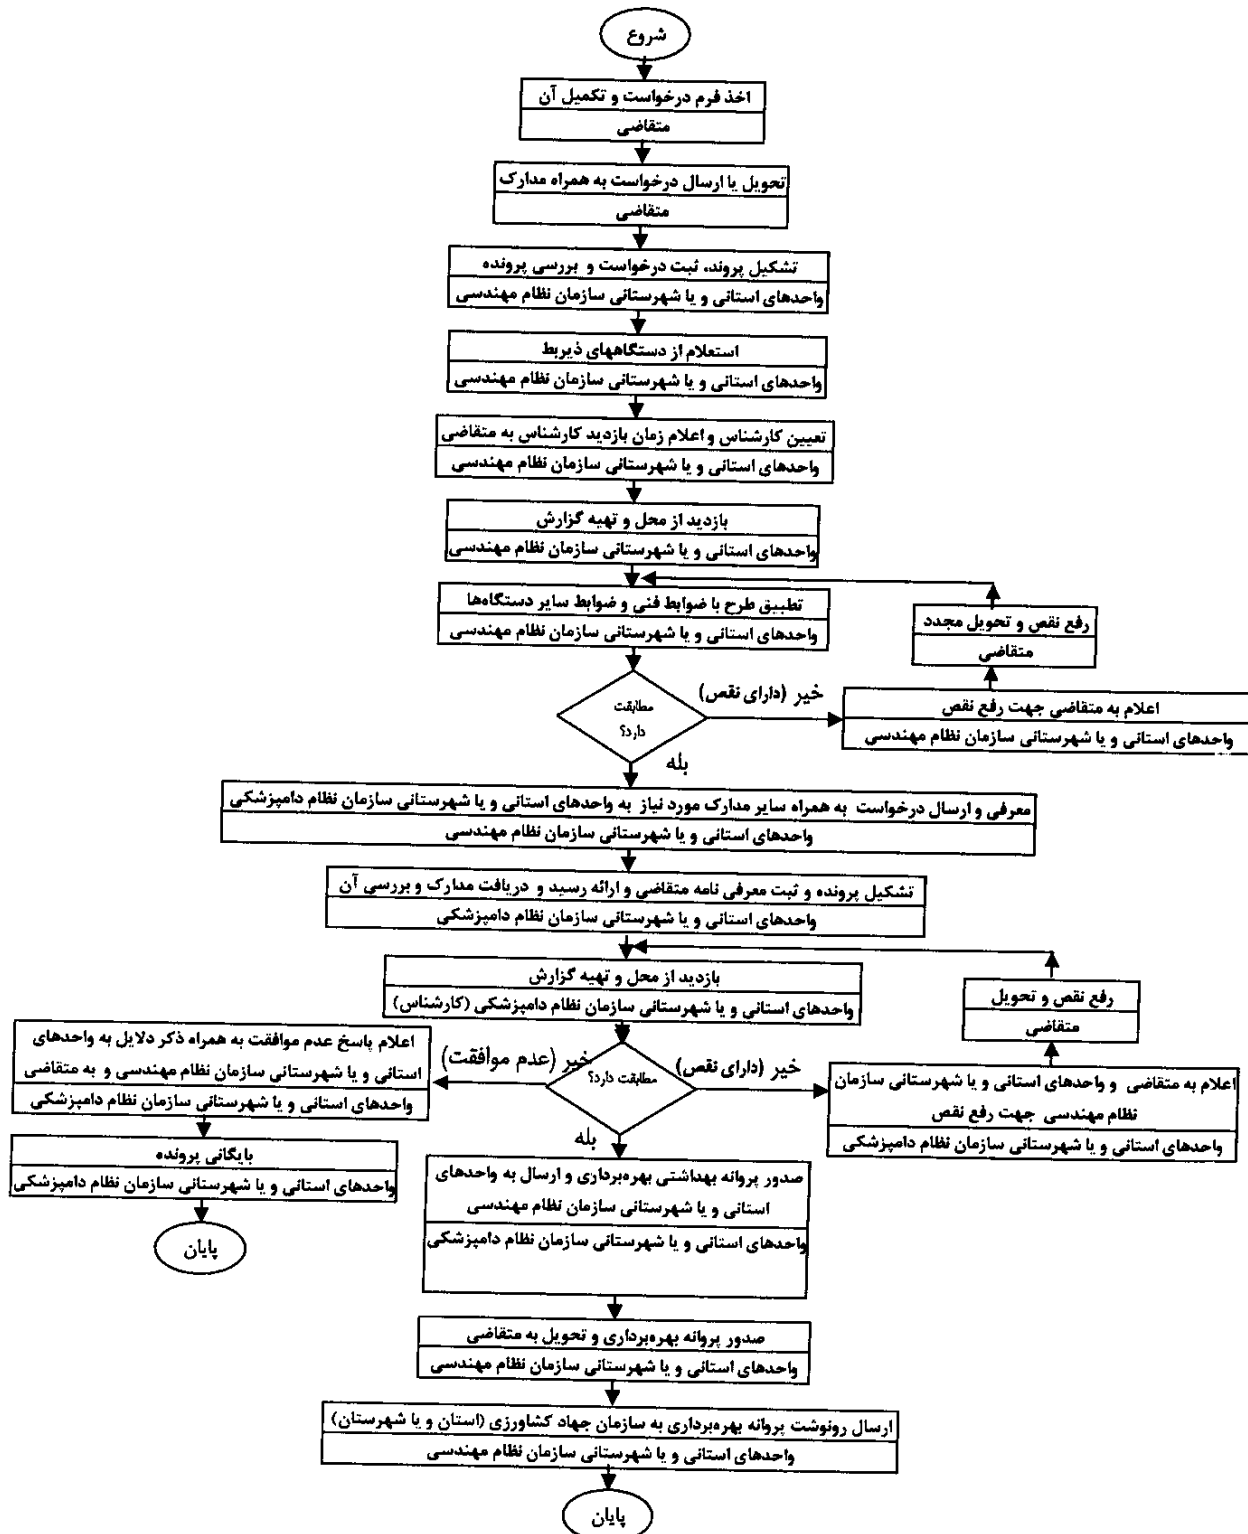 شروع
اخذ فرم درخواست و تکمیل آن
متقاضی
تحویل یا ارسال درخواست به همراه مدارک
متقاضی
تشکیل پروند، ثبت درخواست و بررسی پرونده
واحدهای استانی و یا شهرستانی سازمان نظام مهندسی
استعلام از دستگاههای ذیربط
واحدهای استانی و یا شهرستانی سازمان نظام مهندسی
تعیین کارشناس و اعلام زمان بازدید کارشناس به متقاضی
واحدهای استانی و یا شهرستانی سازمان نظام مهندسی
بازدید از محل و تهیه گزارش
واحدهای استانی و یا شهرستانی سازمان نظام مهندسی
تطبیق طرح با ضوابط فنی و ضوابط سایر دستگاه‌ها
واحدهای استانی و یا شهرستانی سازمان نظام مهندسی
رفع نقص و تحویل مجدد
متقاضی
مطابقت
دارد؟
خیر (دارای نقص)
اعلام به متقاضی جهت رفع نقص
واحدهای استانی و یا شهرستانی سازمان نظام مهندسی
بله
معرفی و ارسال درخواست به همراه سایر مدارک مورد نیاز به واحدهای استانی و یا شهرستانی سازمان نظام دامپزشکی
واحدهای استانی و یا شهرستانی سازمان نظام مهندسی
تشکیل پرونده و ثبت معرفی نامه متقاضی و ارائه رسید و دریافت مدارک و بررسی آن
واحدهای استانی و یا شهرستانی سازمان نظام دامپزشکی
بازدید از محل و تهیه گزارش
واحدهای استانی و یا شهرستانی سازمان نظام دامپزشکی (کارشناس)
رفع نقص و تحویل
متقاضی
مطابقت دارد؟
خیر (دارای نقص)
اعلام به متقاضی و واحدهای استانی و یا شهرستانی سازمان
نظام مهندسی جهت رفع نقص
واحدهای استانی و یا شهرستانی سازمان نظام دامپزشکی
خیر (عدم موافقت)
اعلام پاسخ عدم موافقت به همراه ذکر دلایل به واحدهای
استانی و یا شهرستانی سازمان نظام مهندسی و به متقاضی
واحدهای استانی و یا شهرستانی سازمان نظام دامپزشکی
بایگانی پرونده
واحدهای استانی و یا شهرستانی سازمان نظام دامپزشکی
پایان
بله
صدور پروانه بهداشتی بهره‌برداری و ارسال به واحدهای
استانی و یا شهرستانی سازمان نظام مهندسی
واحدهای استانی و یا شهرستانی سازمان نظام دامپزشکی
صدور پروانه بهره‌برداری و تحویل به متقاضی
واحدهای استانی و یا شهرستانی سازمان نظام مهندسی
ارسال رونوشت پروانه بهره‌برداری به سازمان جهاد کشاورزی (استان و یا شهرستان)
واحدهای استانی و یا شهرستانی سازمان نظام مهندسی
پایان